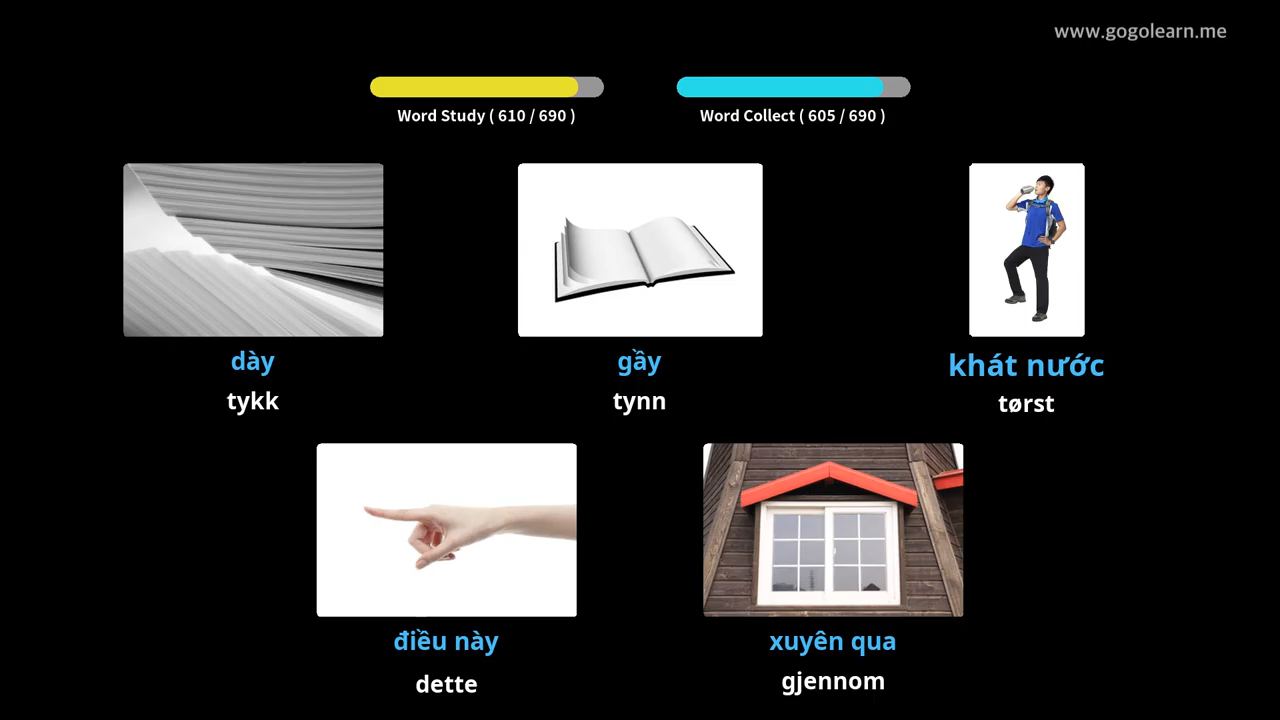 www.gogolearn.me
Word Study ( 610 / 690 )
Word Collect ( 605 / 690 )
dày
tykk
gầy
tynn
khát nước
tørst
điều này
dette
xuyên qua
gjennom